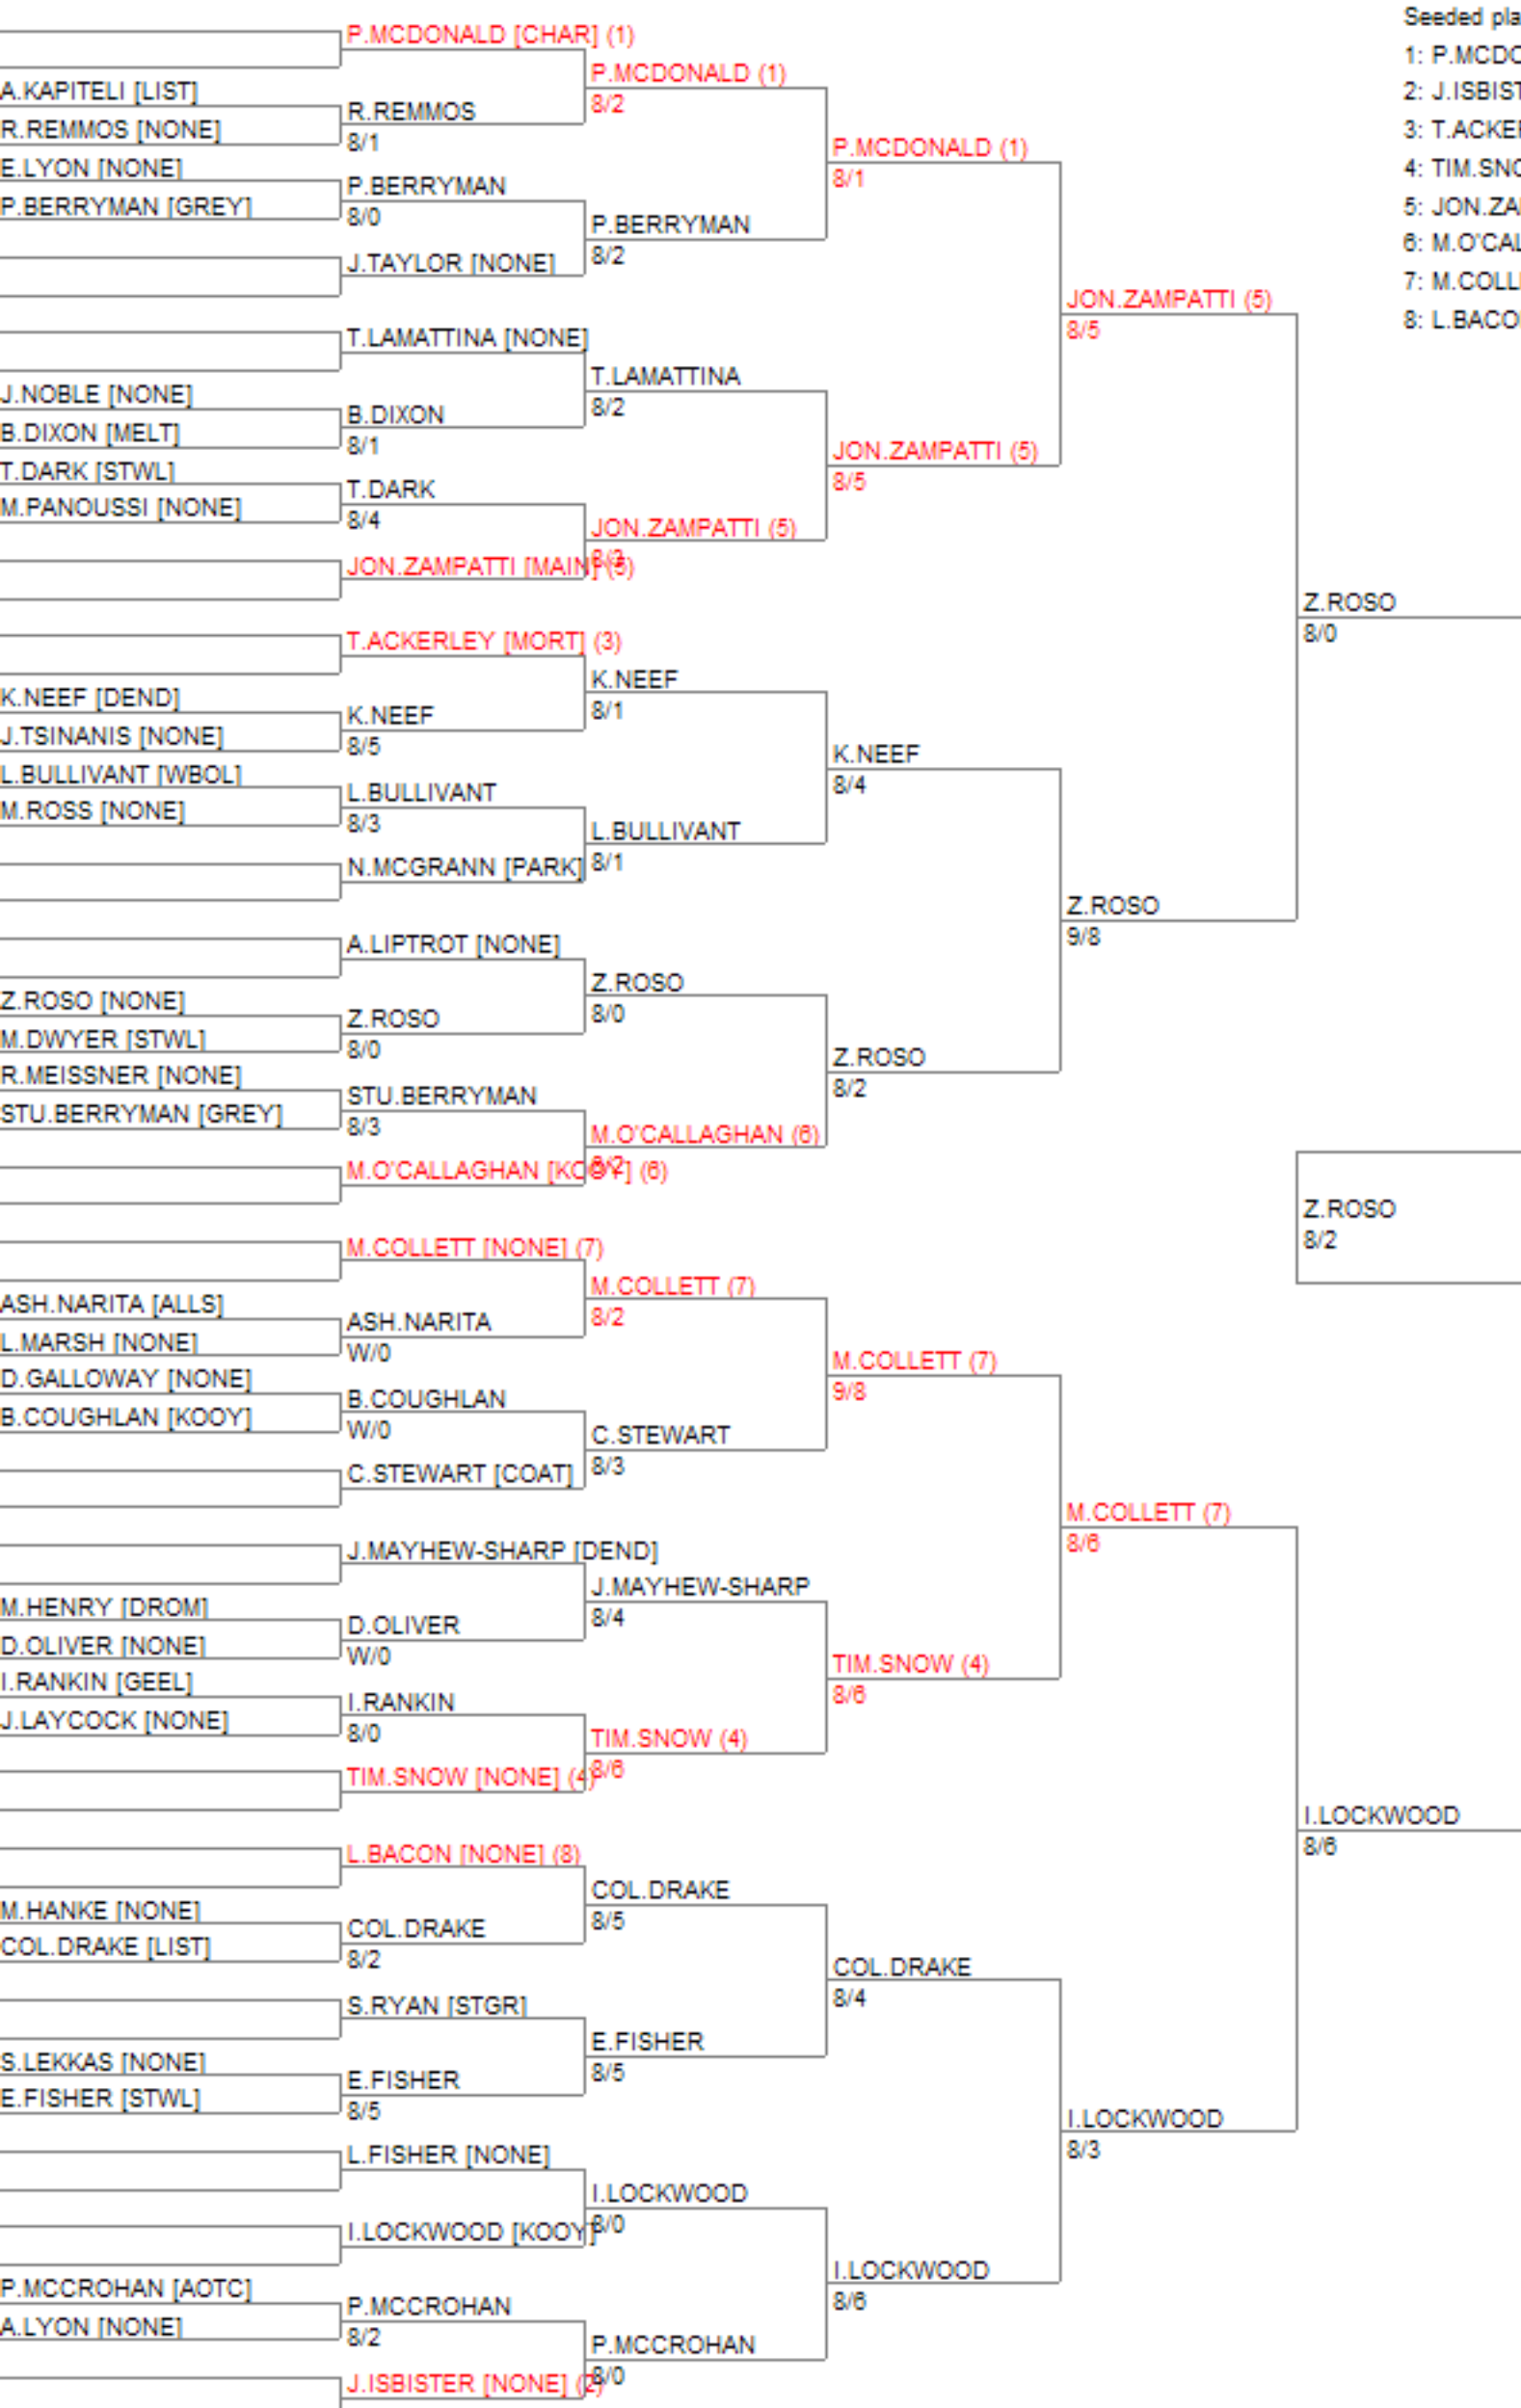 P.MCDONALD [CHAR] (1)
A.KAPITELI [LIST]
R.REMMOS [NONE]
R.REMMOS
8/1
P.MCDONALD (1)
8/2
E.LYON [NONE]
P.BERRYMAN [GREY]
P.BERRYMAN
8/0
J.TAYLOR [NONE]
P.BERRYMAN
8/2
P.MCDONALD (1)
8/1
T.LAMATTINA [NONE]
J.NOBLE [NONE]
B.DIXON [MELT]
B.DIXON
8/1
T.LAMATTINA
8/2
T.DARK [STWL]
M.PANOUSSI [NONE]
T.DARK
8/4
JON.ZAMPATTI [MAIN] (5)
JON.ZAMPATTI (5)
JON.ZAMPATTI (5)
8/5
JON.ZAMPATTI (5)
8/5
T.ACKERLEY [MORT] (3)
K.NEEF [DEND]
J.TSINANIS [NONE]
K.NEEF
8/5
K.NEEF
8/1
L.BULLIVANT [WBOL]
M.ROSS [NONE]
L.BULLIVANT
8/3
N.MCGRANN [PARK]
L.BULLIVANT
8/1
K.NEEF
8/4
A.LIPTROT [NONE]
Z.ROSO [NONE]
M.DWYER [STWL]
Z.ROSO
8/0
Z.ROSO
8/0
R.MEISSNER [NONE]
STU.BERRYMAN [GREY]
STU.BERRYMAN
8/3
M.O'CALLAGHAN [KOOY] (6)
M.O'CALLAGHAN (6)
Z.ROSO
8/2
Z.ROSO
9/8
Z.ROSO
8/0
M.COLLETT [NONE] (7)
ASH.NARITA [ALLS]
L.MARSH [NONE]
ASH.NARITA
W/0
M.COLLETT (7)
8/2
D.GALLOWAY [NONE]
B.COUGHLAN [KOOY]
B.COUGHLAN
W/0
C.STEWART [COAT]
C.STEWART
8/3
M.COLLETT (7)
9/8
J.MAYHEW-SHARP [DEND]
M.HENRY [DROM]
D.OLIVER [NONE]
D.OLIVER
W/0
J.MAYHEW-SHARP
8/4
I.RANKIN [GEEL]
J.LAYCOCK [NONE]
I.RANKIN
8/0
TIM.SNOW [NONE] (4)
TIM.SNOW (4)
8/6
TIM.SNOW (4)
8/6
M.COLLETT (7)
8/6
L.BACON [NONE] (8)
M.HANKE [NONE]
COL.DRAKE [LIST]
COL.DRAKE
8/2
COL.DRAKE
8/5
S.RYAN [STGR]
S.LEKKAS [NONE]
E.FISHER [STWL]
E.FISHER
8/5
E.FISHER
8/5
COL.DRAKE
8/4
L.FISHER [NONE]
I.LOCKWOOD [KOOY]
I.LOCKWOOD
8/0
P.MCCROHAN [AOTC]
A.LYON [NONE]
P.MCCROHAN
8/2
J.ISBISTER [NONE] (2)
P.MCCROHAN
8/0
I.LOCKWOOD
8/6
I.LOCKWOOD
8/3
I.LOCKWOOD
8/6
Z.ROSO
8/2
Seeded pla
1: P.MCDO
2: J.ISBIST
3: T.ACKER
4: TIM.SNO
5: JON.ZA
6: M.O'CAL
7: M.COLL
8: L.BACO